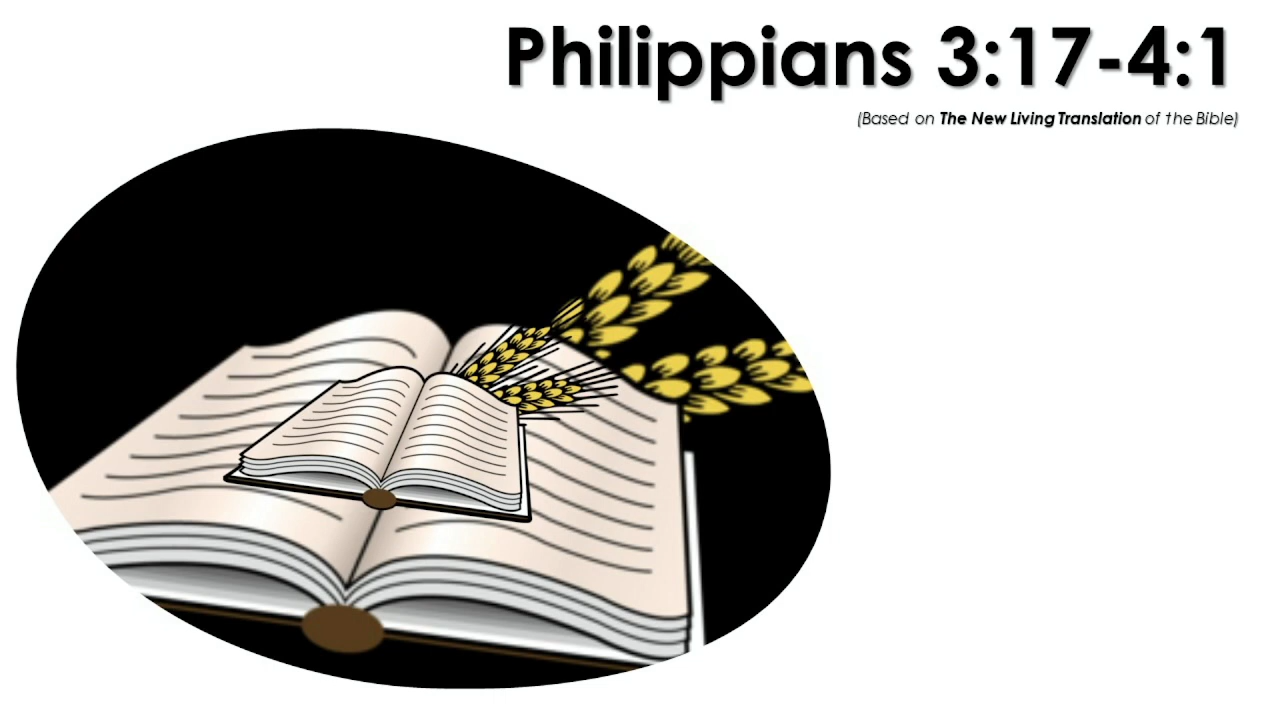 Philippians 3:17-4:1
(Based on The New Living Translation of the Bible)